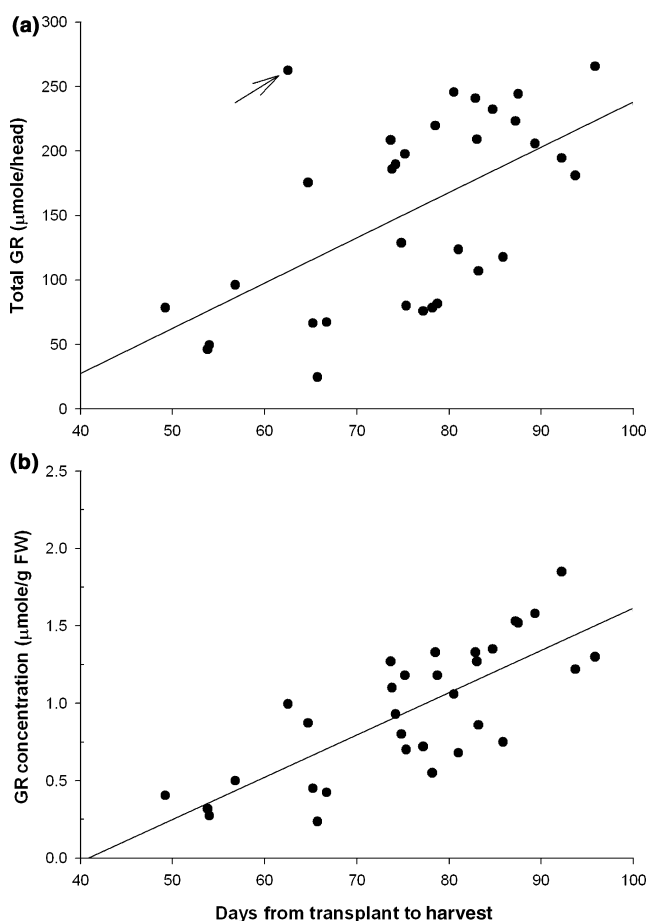 (a)
300
250
200
150
100
50
0
Total GR (μmole/head)
40 50 60 70 80 90 100
(b)
2.5
2.0
1.5
1.0
0.5
0.0
GR concentration (μmole/g FW)
40 50 60 70 80 90 100
Days from transplant to harvest